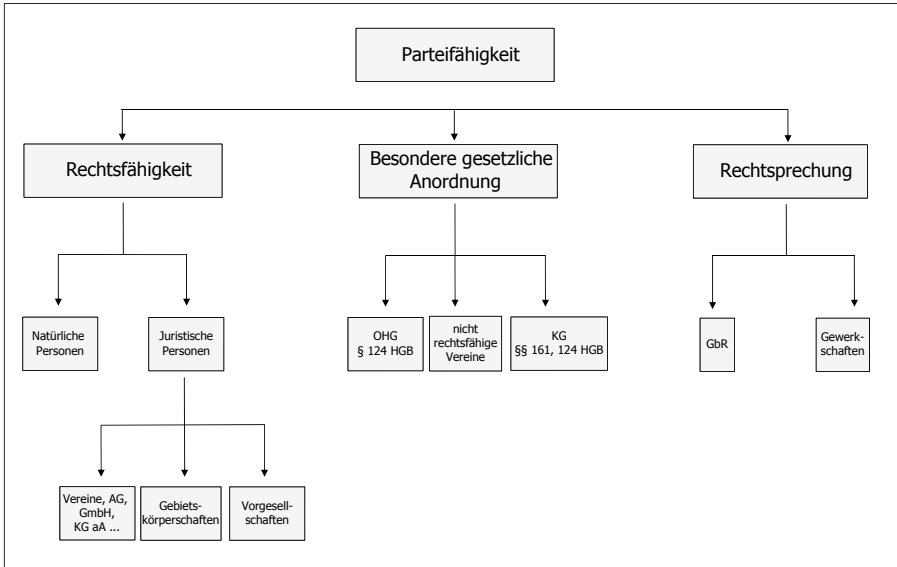 Parteifähigkeit
Rechtsfähigkeit
Besondere gesetzliche
Anordnung
Rechtsprechung
Natürliche
Personen
Juristische
Personen
OHG
§ 124 HGB
nicht
rechtsfähige
Vereine
KG
§§ 161, 124 HGB
GbR
Gewerk-
schaften
Vereine, AG,
GmbH,
KG aA ...
Gebiets-
körperschaften
Vorgesell-
schaften